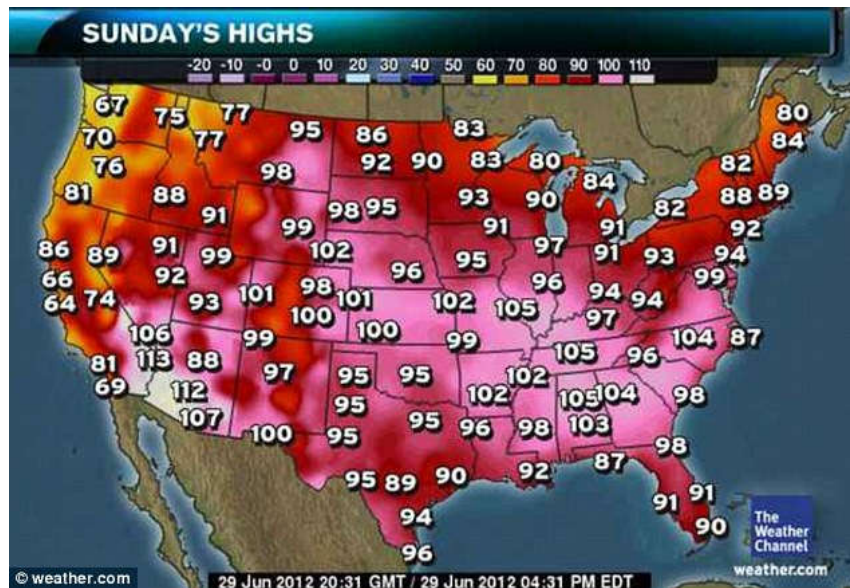 SUNDAY'S HIGHS
-20 -10 -0 0 10 20 30 40 50 60 70 80 90 100 110
67 75 77 95 86 83 80
70 77 84
76 98 92 90 83 80 82
81 88 91 98 95 93 90 84 82 88 89
99 91 91 92
86 89 91 99 102 97 91 93 94
66 92 96 95 96 99
64 74 93 101 98 101 102 105 94 94
100 97
106 99 100 99 104 87
81 113 88 105 96
69 112 97 95 95 102 102 105 104 98
107 95 95 96 98 103
100 95 98
95 89 90 92 87
94 91 91
96 90
The
Weather
Channel
weather.com
© weather.com
29 Jun 2012 20:31 GMT / 29 Jun 2012 04:31 PM EDT